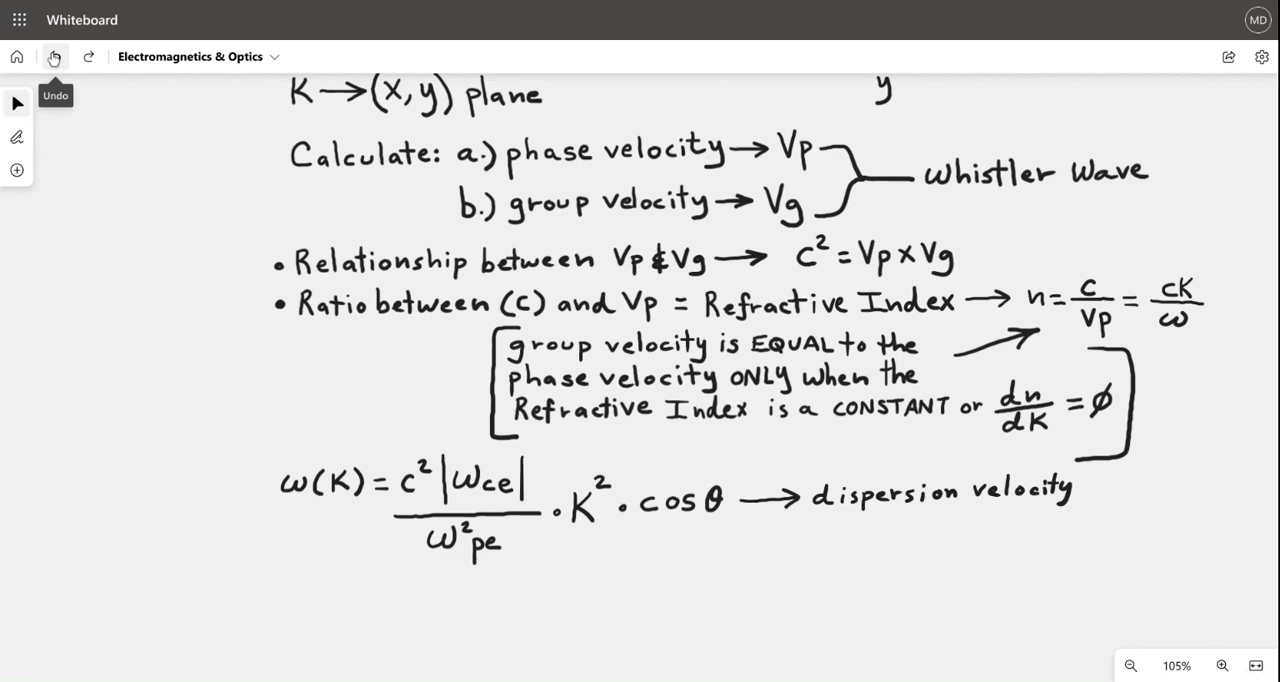 Whiteboard
MD
Electromagnetics & Optics
Undo
K → (x, y) plane
y
Calculate: a.) phase velocity → Vp
b.) group velocity → Vg
Whistler Wave
• Relationship between Vp & Vg → c² = Vp x Vg
• Ratio between (c) and Vp = Refractive Index → n = c/Vp = cK/ω
group velocity is EQUAL to the
phase velocity ONLY when the
Refractive Index is a CONSTANT or dn/dK = ∅
ω(K) = c²|ωce|/ω²pe • K² • cos θ → dispersion velocity
105%